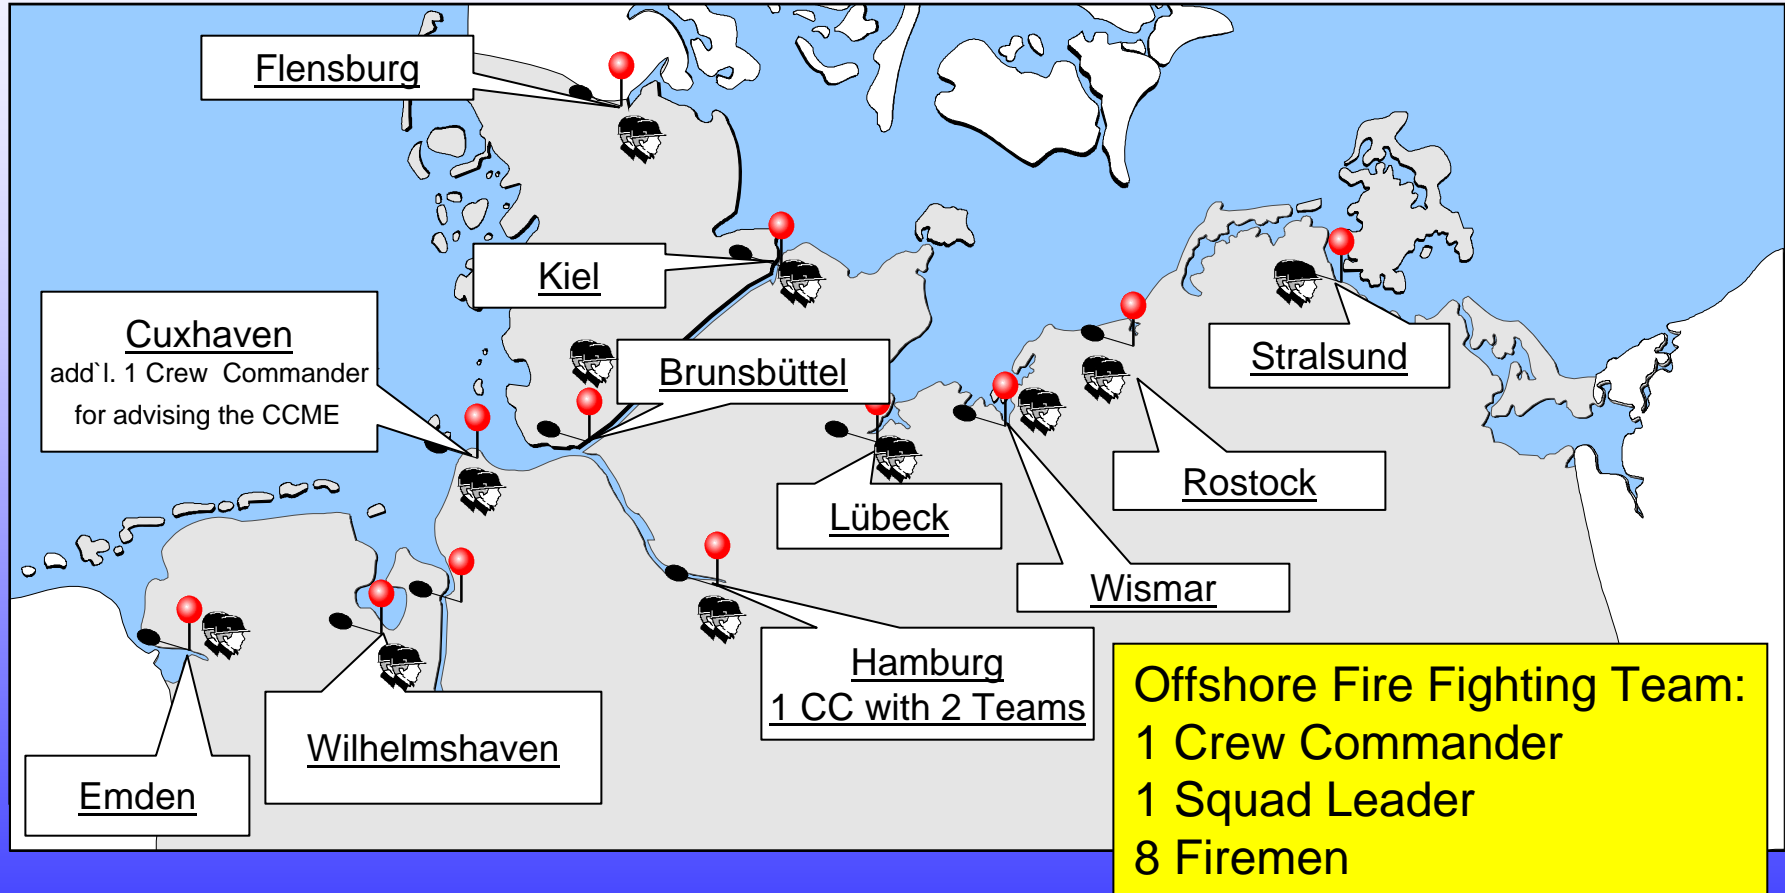 Flensburg
Kiel
Cuxhaven
add`l. 1 Crew Commander
for advising the CCME
Brunsbüttel
Stralsund
Rostock
Lübeck
Wismar
Hamburg
1 CC with 2 Teams
Wilhelmshaven
Emden
Offshore Fire Fighting Team:
1 Crew Commander
1 Squad Leader
8 Firemen